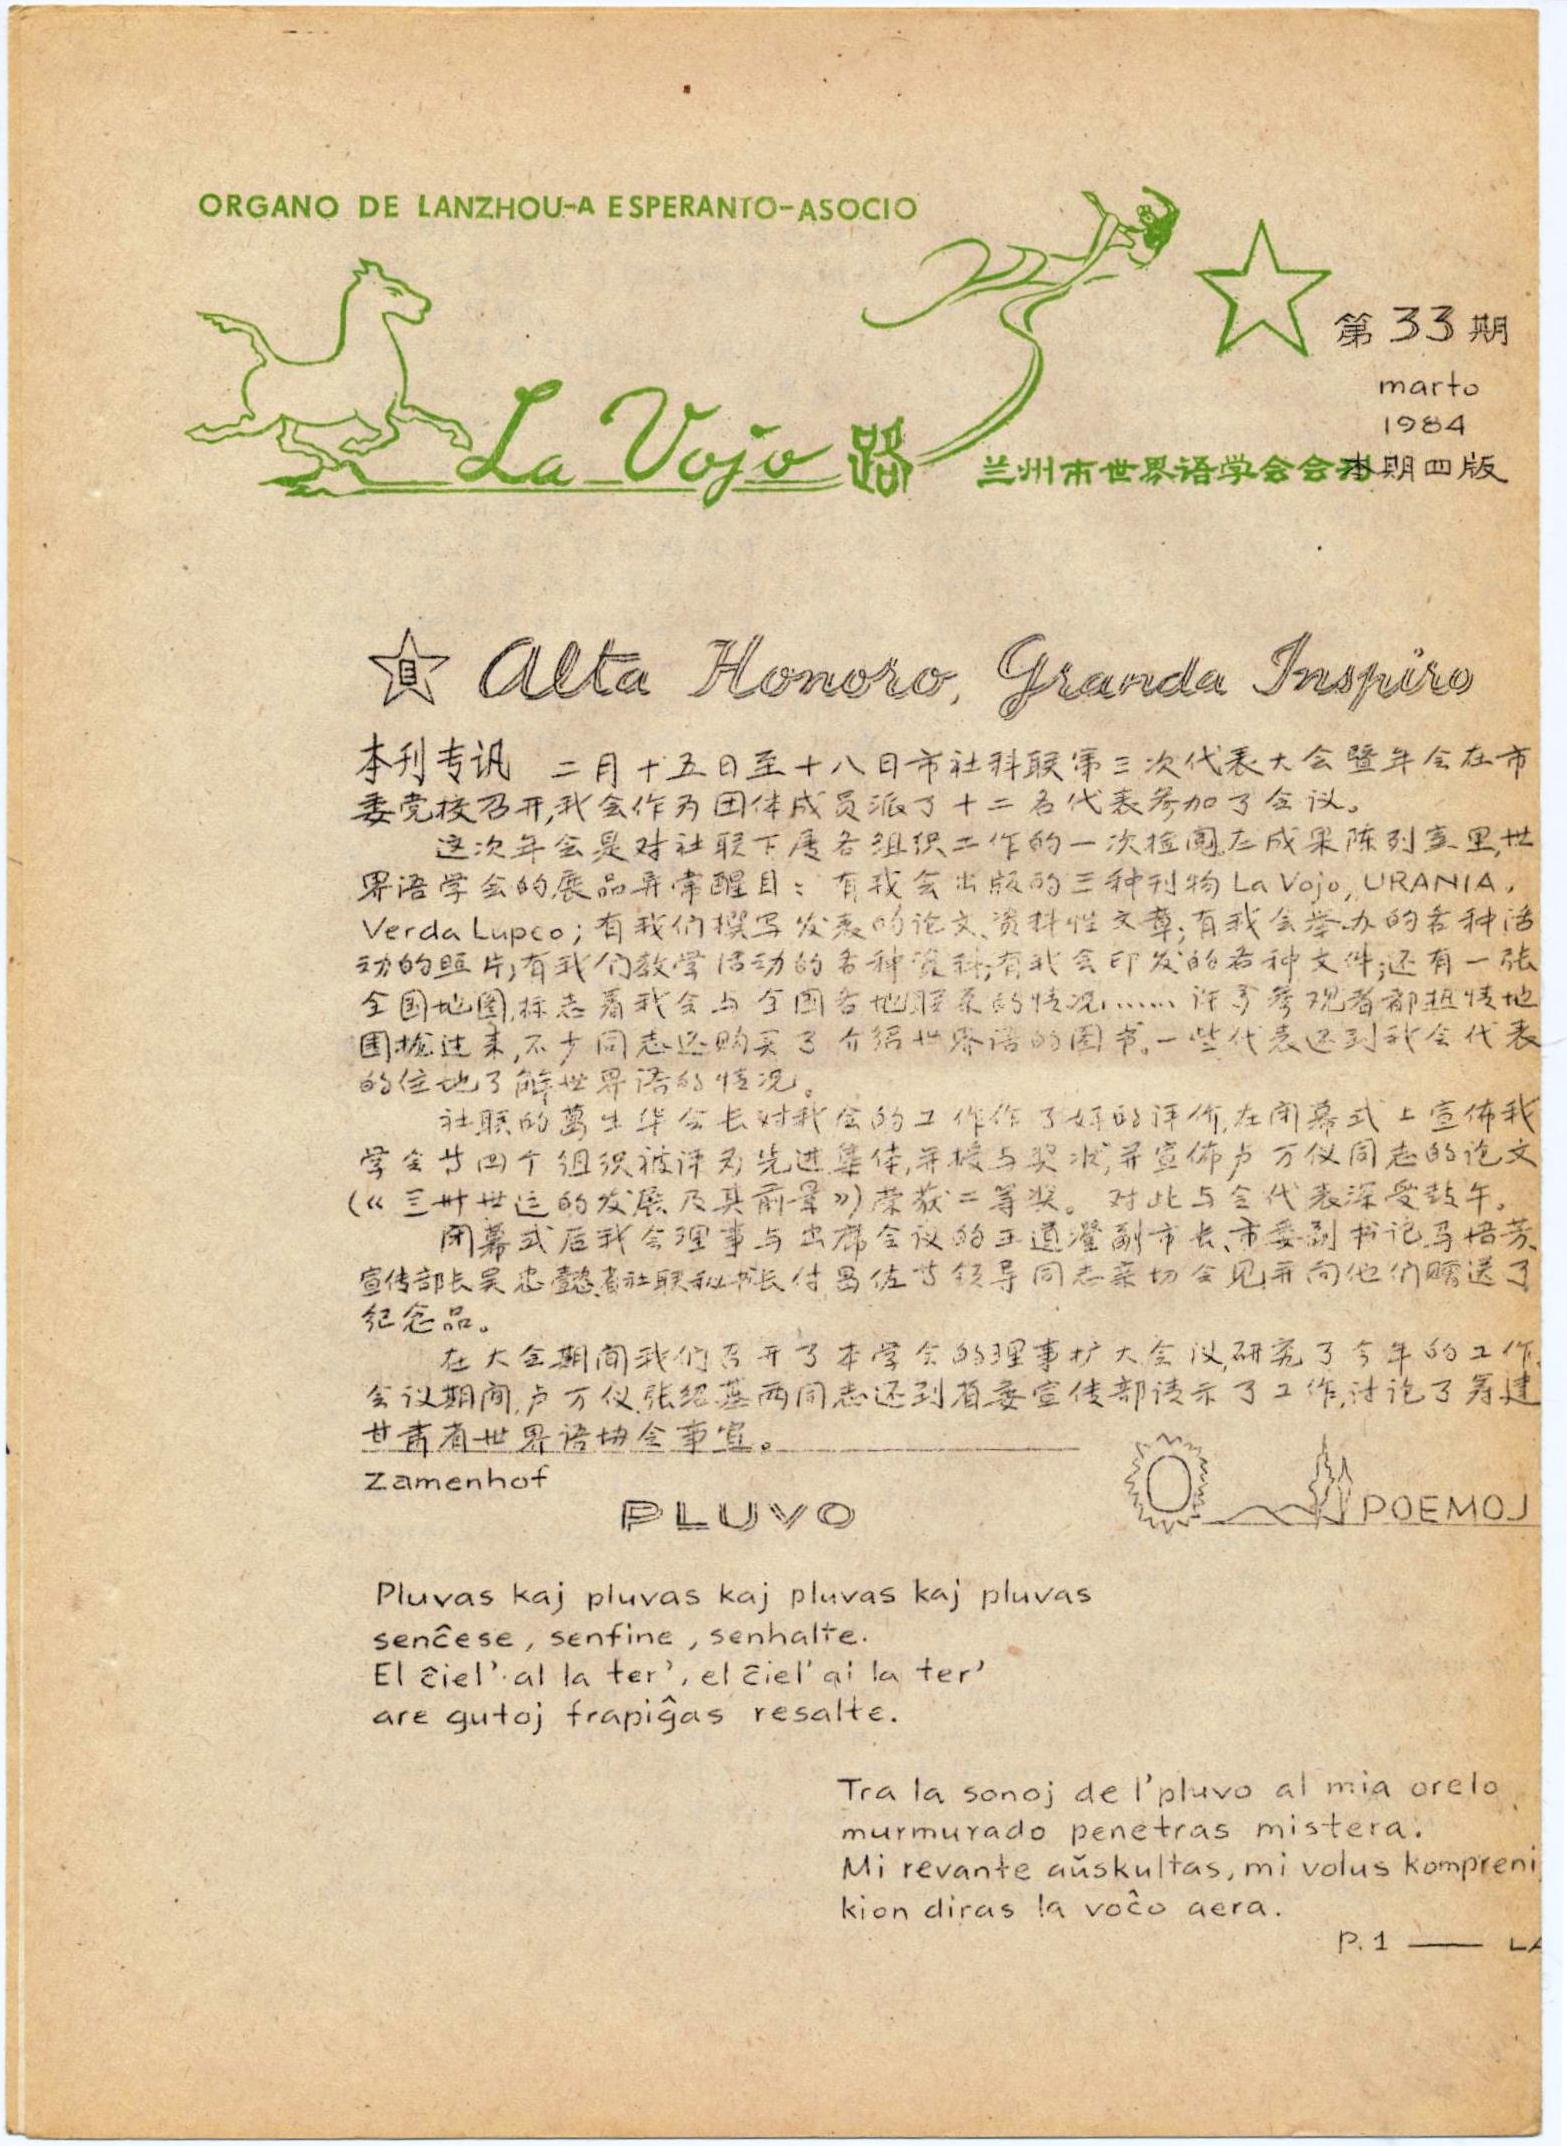 ORGANO DE LANZHOU-A ESPERANTO-ASOCIO
La Vojo 路
第33期
marto
1984
兰州市世界语学会会刊
本期四版
Alta Honoro, Granda Inspiro
本刊专讯 二月十五日至十八日市社科联第三次代表大会暨年会在市
委党校召开,我会作为团体成员派了十二名代表参加了会议。
这次年会是对社联下属各组织工作的一次检阅。在成果陈列室里,世
界语学会的展品异常醒目：有我会出版的三种刊物La Vojo, URANIA,
Verda Lupeo;有我们撰写发表的论文、资料性文章;有我会举办的各种活
动的照片;有我们教学活动的各种资料;有我会印发的各种文件;还有一张
全国地图,标志着我会与全国各地联系的情况……许多参观者都热情地
围拢过来,不少同志还购买了介绍世界语的图书。一些代表还到我会代表
的住地了解世界语的情况。
社联的万生华会长对我会的工作作了好的评价,在闭幕式上宣佈我
学会等四个组织被评为先进集体,并授与奖状,并宣佈卢万仪同志的论文
(《三卅世运的发展及其前景》)荣获二等奖。对此与会代表深受鼓午。
闭幕式后我会理事与出席会议的王道澄副市长、市委副书记马培芳、
宣传部长吴忠懿、省社联秘书长付昌佐等领导同志亲切会见并向他们赠送了
纪念品。
在大会期间我们召开了本学会的理事扩大会议,研究了今年的工作。
会议期间,卢万仪、张绍基两同志还到省委宣传部请示了工作,讨论了筹建
甘肃省世界语协会事宜。
Zamenhof
PLUVO
POEMOJ
Pluvas kaj pluvas kaj pluvas kaj pluvas
senĉese, senfine, senhalte.
El ĉiel' al la ter', el ĉiel' al la ter'
are gutoj frapiĝas resalte.
Tra la sonoj de l'pluvo al mia orelo
murmurado penetras mistera.
Mi revante aŭskultas, mi volus kompreni,
kion diras la voĉo aera.
P.1 —— LA